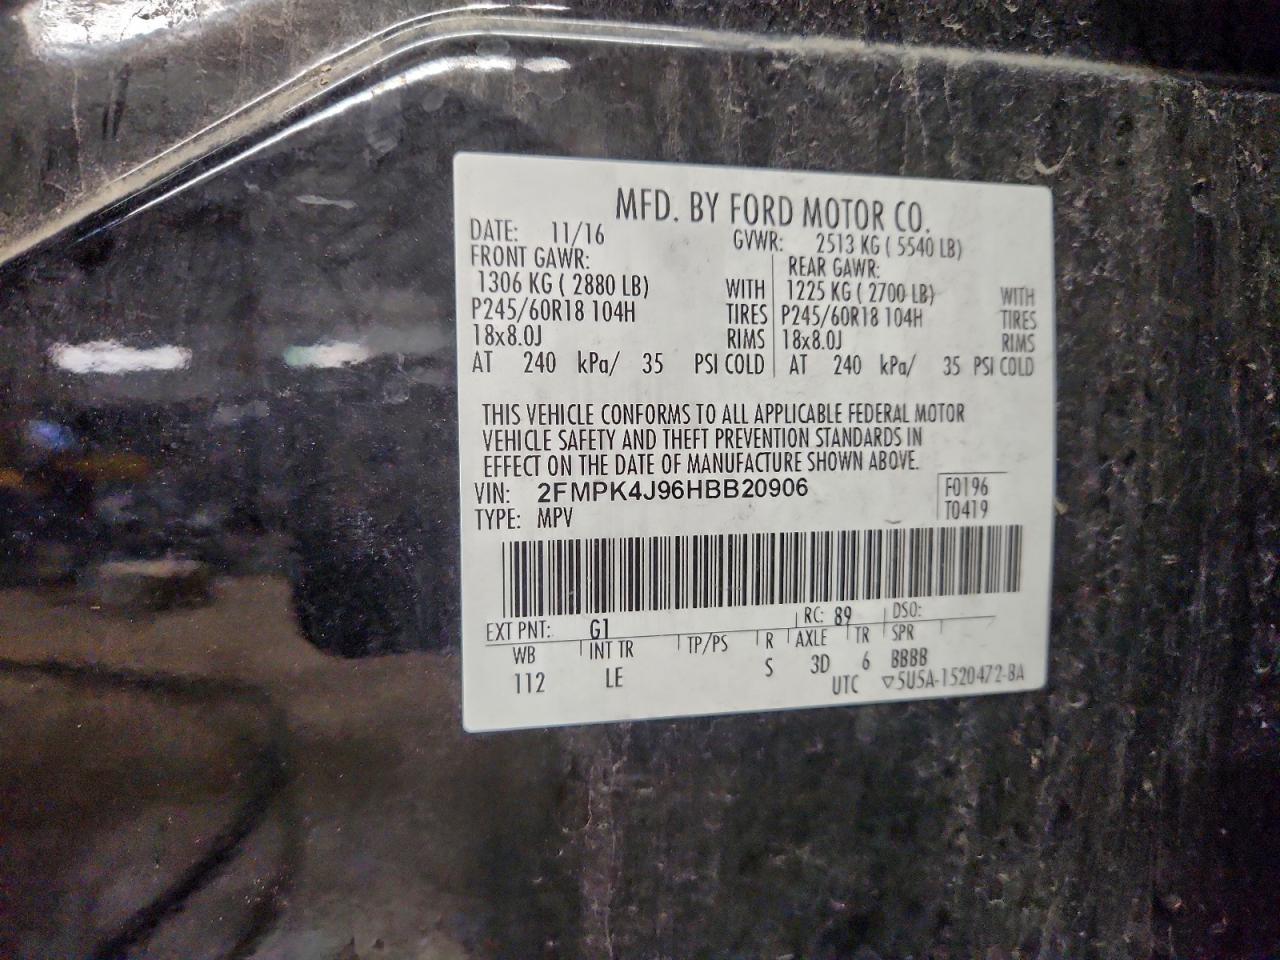 MFD. BY FORD MOTOR CO.
DATE: 11/16 GVWR: 2513 KG ( 5540 LB)
FRONT GAWR: REAR GAWR:
1306 KG ( 2880 LB) WITH 1225 KG ( 2700 LB) WITH
P245/60R18 104H TIRES P245/60R18 104H TIRES
18x8.0J RIMS 18x8.0J RIMS
AT 240 kPa/ 35 PSI COLD AT 240 kPa/ 35 PSI COLD
THIS VEHICLE CONFORMS TO ALL APPLICABLE FEDERAL MOTOR
VEHICLE SAFETY AND THEFT PREVENTION STANDARDS IN
EFFECT ON THE DATE OF MANUFACTURE SHOWN ABOVE.
VIN: 2FMPK4J96HBB20906 F0196
TYPE: MPV T0419
EXT PNT: G1 RC: 89 DSO:
WB INT TR TP/PS R AXLE TR SPR
112 LE S 3D 6 BBBB
UTC ▽5U5A-1520472-BA